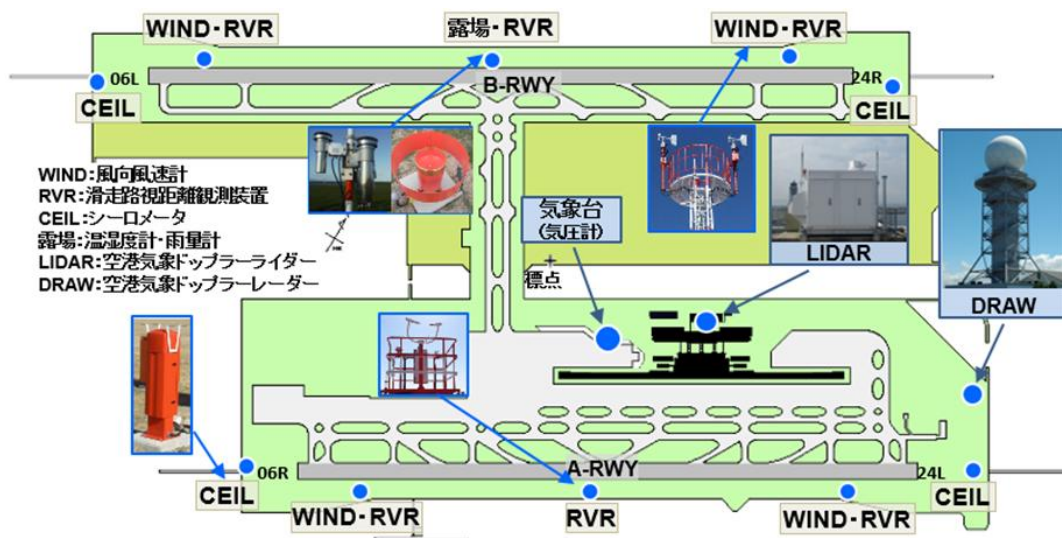 WIND-RVR
露場-RVR
WIND-RVR
06L
24R
B-RWY
CEIL
CEIL
WIND:風向風速計
RVR:滑走路視距離観測装置
CEIL:シーロメータ
露場:温湿度計・雨量計
LIDAR:空港気象ドップラーライダー
DRAW:空港気象ドップラーレーダー
気象台
(気圧計)
LIDAR
標点
DRAW
06R
A-RWY
24L
CEIL
CEIL
WIND-RVR
RVR
WIND-RVR